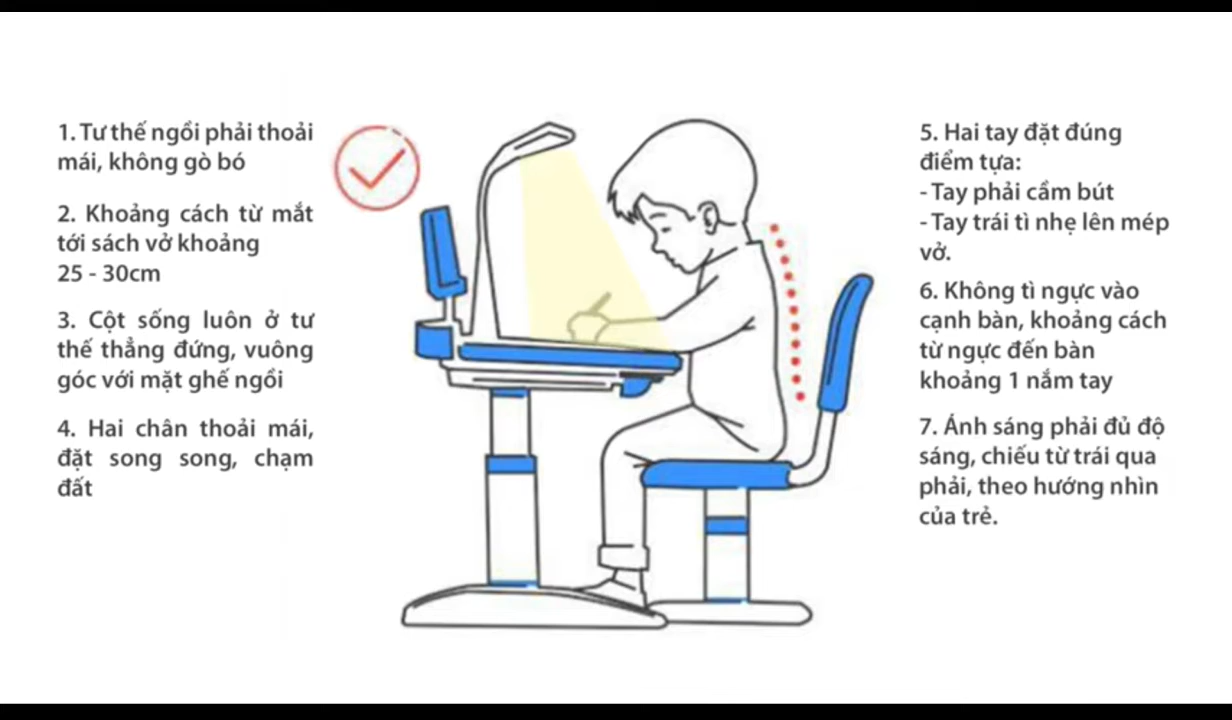 1. Tư thế ngồi phải thoải
mái, không gò bó
2. Khoảng cách từ mắt
tới sách vở khoảng
25 - 30cm
3. Cột sống luôn ở tư
thế thẳng đứng, vuông
góc với mặt ghế ngồi
4. Hai chân thoải mái,
đặt song song, chạm
đất
5. Hai tay đặt đúng
điểm tựa:
- Tay phải cầm bút
- Tay trái tì nhẹ lên mép
vở.
6. Không tì ngực vào
cạnh bàn, khoảng cách
từ ngực đến bàn
khoảng 1 nắm tay
7. Ánh sáng phải đủ độ
sáng, chiếu từ trái qua
phải, theo hướng nhìn
của trẻ.